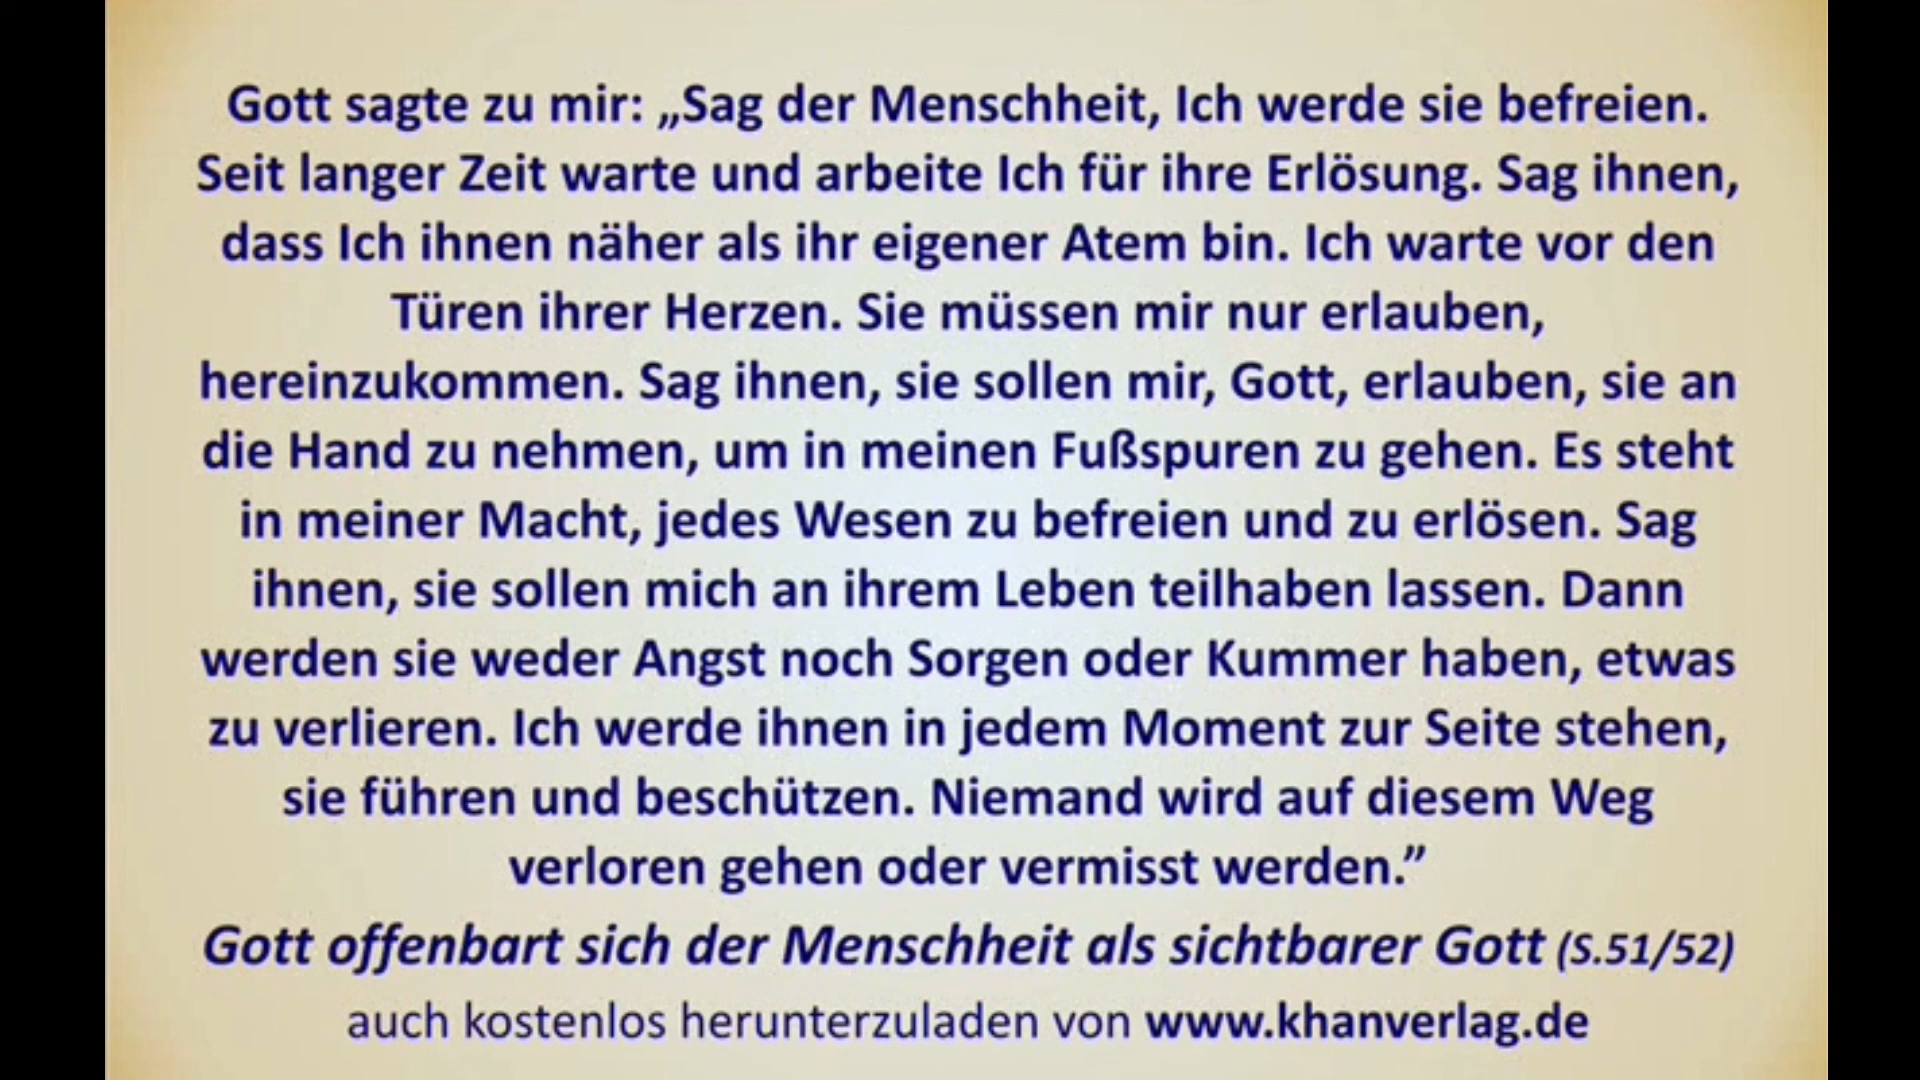 Gott sagte zu mir: „Sag der Menschheit, Ich werde sie befreien.
Seit langer Zeit warte und arbeite Ich für ihre Erlösung. Sag ihnen,
dass Ich ihnen näher als ihr eigener Atem bin. Ich warte vor den
Türen ihrer Herzen. Sie müssen mir nur erlauben,
hereinzukommen. Sag ihnen, sie sollen mir, Gott, erlauben, sie an
die Hand zu nehmen, um in meinen Fußspuren zu gehen. Es steht
in meiner Macht, jedes Wesen zu befreien und zu erlösen. Sag
ihnen, sie sollen mich an ihrem Leben teilhaben lassen. Dann
werden sie weder Angst noch Sorgen oder Kummer haben, etwas
zu verlieren. Ich werde ihnen in jedem Moment zur Seite stehen,
sie führen und beschützen. Niemand wird auf diesem Weg
verloren gehen oder vermisst werden.”
Gott offenbart sich der Menschheit als sichtbarer Gott (S.51/52)
auch kostenlos herunterzuladen von www.khanverlag.de